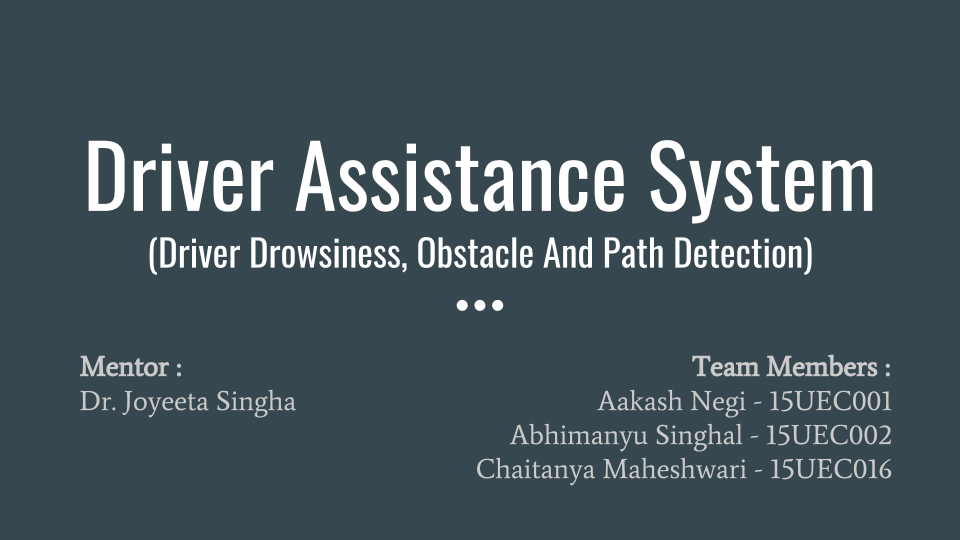 Driver Assistance System
(Driver Drowsiness, Obstacle And Path Detection)
Mentor :
Dr. Joyeeta Singha
Team Members :
Aakash Negi - 15UEC001
Abhimanyu Singhal - 15UEC002
Chaitanya Maheshwari - 15UEC016